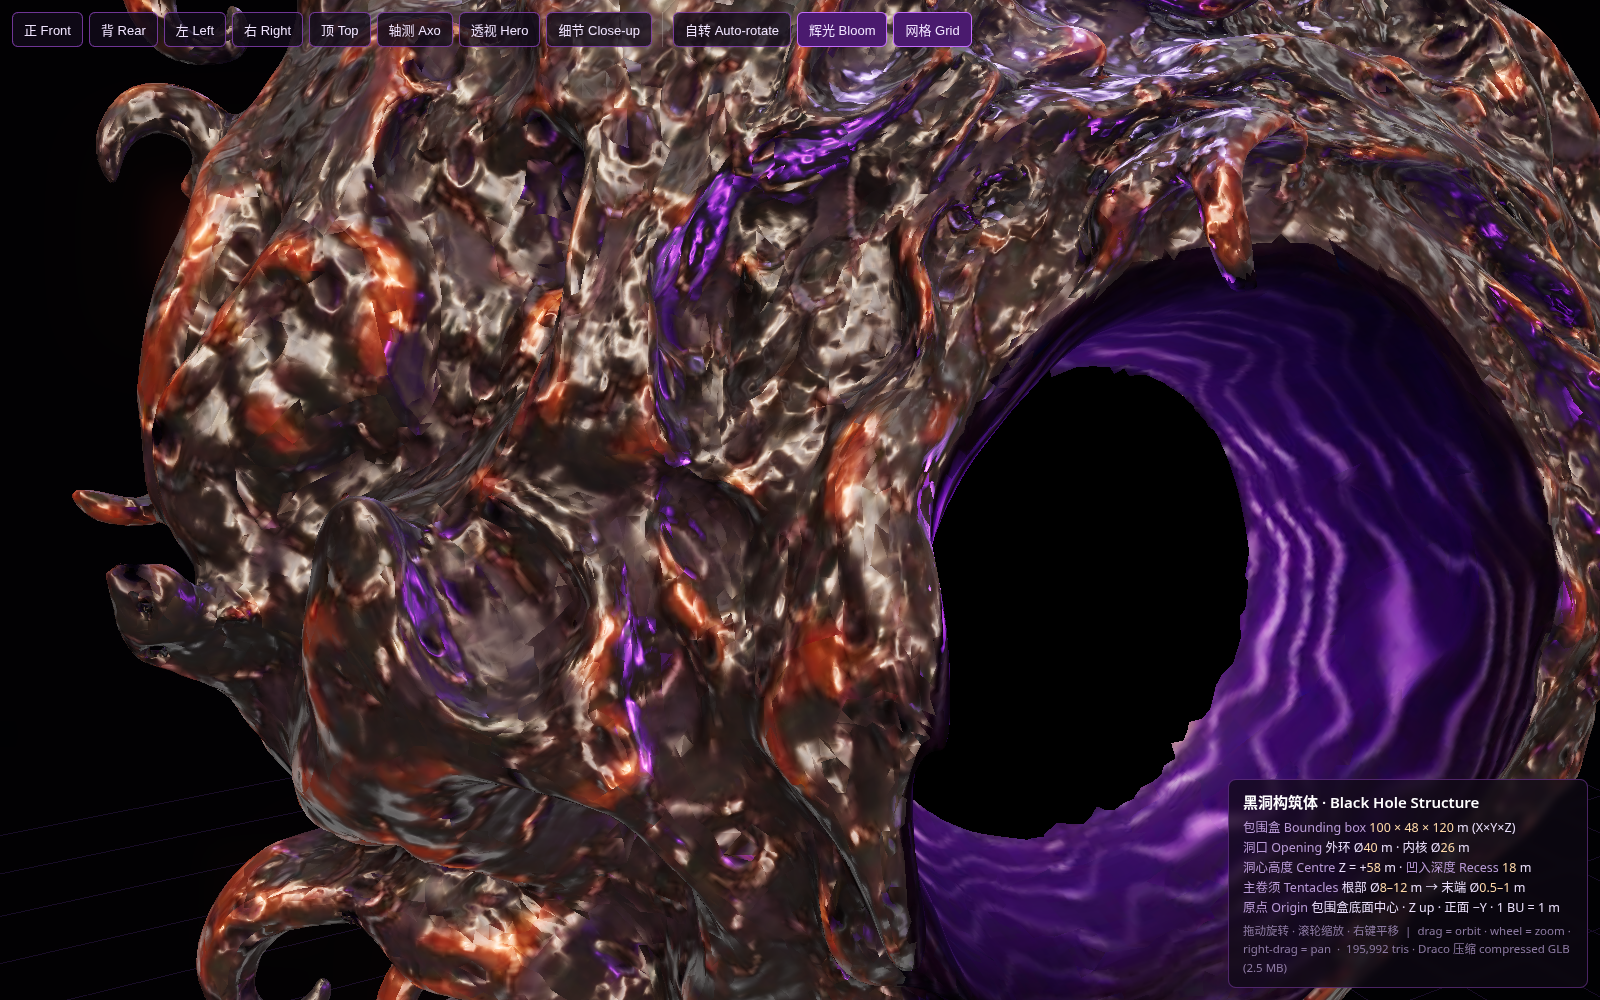 正 Front
背 Rear
左 Left
右 Right
顶 Top
轴测 Axo
透视 Hero
细节 Close-up
自转 Auto-rotate
辉光 Bloom
网格 Grid
黑洞构筑体 · Black Hole Structure
包围盒 Bounding box 100 × 48 × 120 m (X×Y×Z)
洞口 Opening 外环 Ø40 m · 内核 Ø26 m
洞心高度 Centre Z = +58 m · 凹入深度 Recess 18 m
主卷须 Tentacles 根部 Ø8–12 m → 末端 Ø0.5–1 m
原点 Origin 包围盒底面中心 · Z up · 正面 −Y · 1 BU = 1 m
拖动旋转 · 滚轮缩放 · 右键平移 | drag = orbit · wheel = zoom ·
right-drag = pan · 195,992 tris · Draco 压缩 compressed GLB
(2.5 MB)